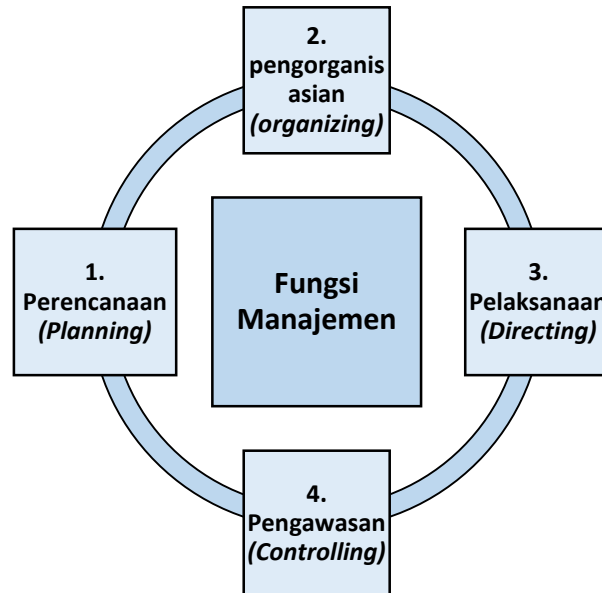 2.
pengorganis
asian
(organizing)
1.
Perencanaan
(Planning)
Fungsi
Manajemen
3.
Pelaksanaan
(Directing)
4.
Pengawasan
(Controlling)